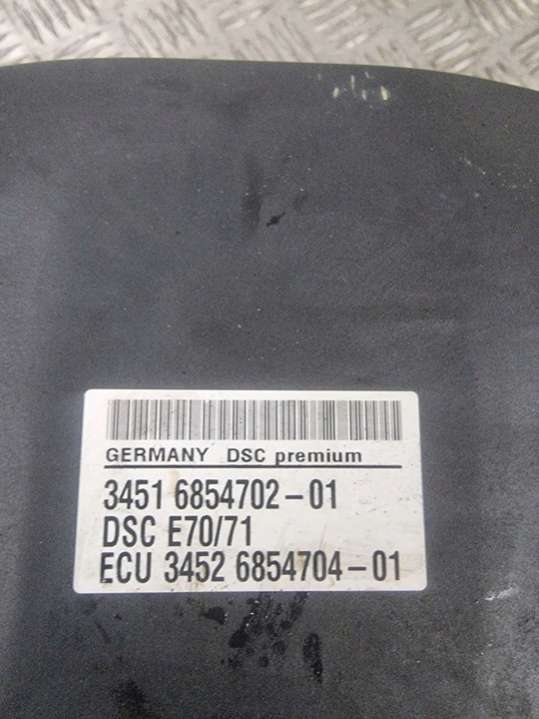 GERMANY DSC premium
3451 6854702-01
DSC E70/71
ECU 3452 6854704-01